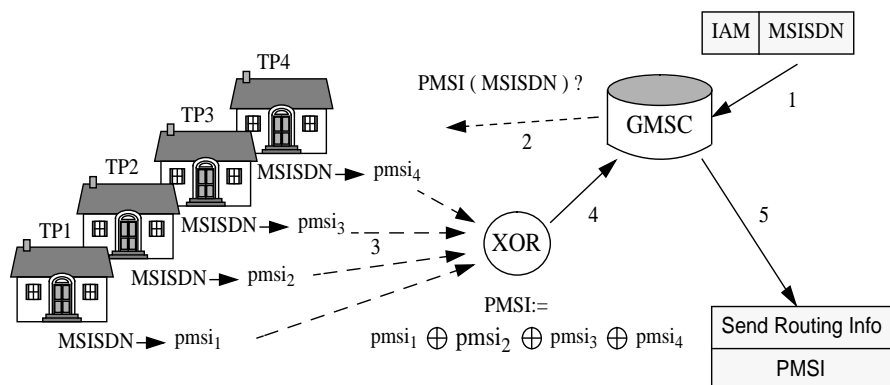 IAM MSISDN
TP4
PMSI ( MSISDN ) ?
1
TP3
GMSC
2
MSISDN pmsi4
TP2
MSISDN pmsi3
4
5
TP1
3
XOR
MSISDN pmsi2
PMSI:=
MSISDN pmsi1
pmsi1 ⊕ pmsi2 ⊕ pmsi3 ⊕ pmsi4
Send Routing Info
PMSI